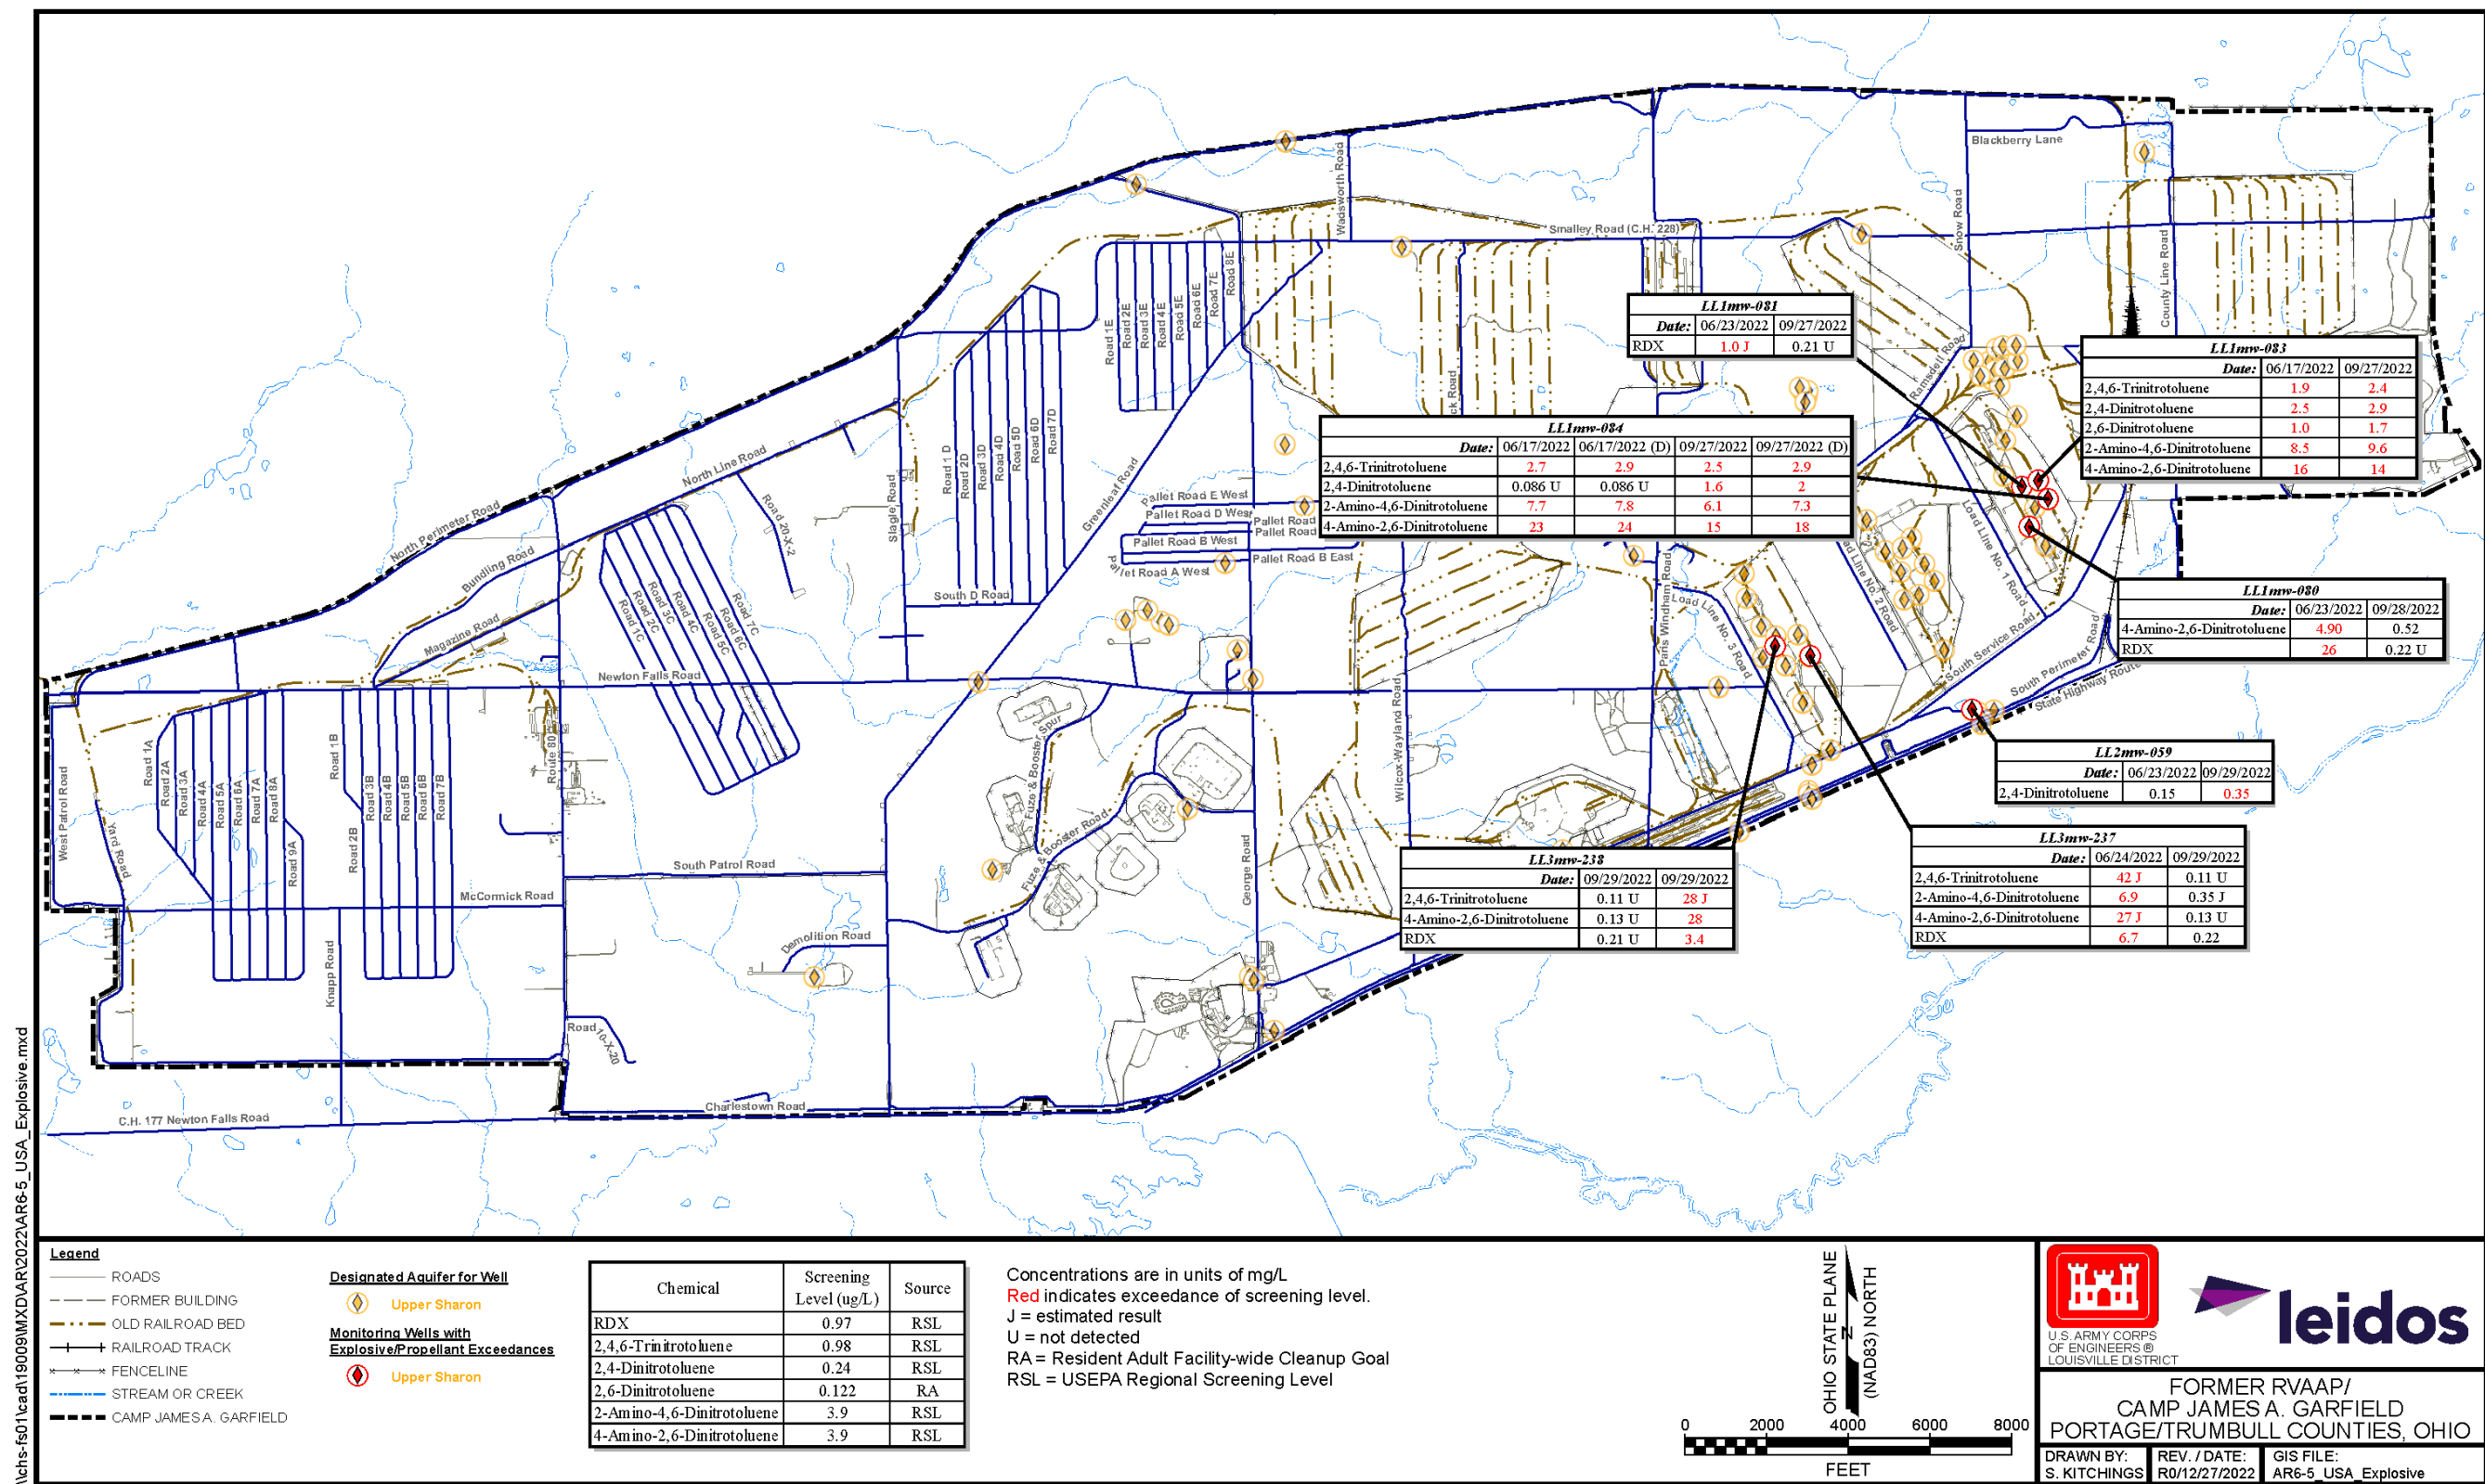 Blackberry Lane
Wadsworth Road
Snow Road
County Line Road
Smalley Road (C.H. 228)
Road 1E
Road 2E
Road 3E
Road 4E
Road 5E
Road 6E
Road 7E
Road 8E
Ramsdell Road
LL1mw-081
Date: 06/23/2022 09/27/2022
RDX 1.0 J 0.21 U
LL1mw-083
Date: 06/17/2022 09/27/2022
2,4,6-Trinitrotoluene 1.9 2.4
2,4-Dinitrotoluene 2.5 2.9
2,6-Dinitrotoluene 1.0 1.7
2-Amino-4,6-Dinitrotoluene 8.5 9.6
4-Amino-2,6-Dinitrotoluene 16 14
ck Road
LL1mw-084
Date: 06/17/2022 06/17/2022 (D) 09/27/2022 09/27/2022 (D)
2,4,6-Trinitrotoluene 2.7 2.9 2.5 2.9
2,4-Dinitrotoluene 0.086 U 0.086 U 1.6 2
2-Amino-4,6-Dinitrotoluene 7.7 7.8 6.1 7.3
4-Amino-2,6-Dinitrotoluene 23 24 15 18
Road 1 D
Road 2D
Road 3D
Road 4D
Road 5D
Road 6D
Road 7D
North Line Road
Road 20-X-2
Slagle Road
Greenleaf Road
Pallet Road E West
Pallet Road D West
Pallet Road
Pallet Road
Pallet Road B West
Pallet Road B East
Pallet Road A West
North Perimeter Road
Bundling Road
Magazine Road
South D Road
Road 1C
Road 2C
Road 3C
Road 4C
Road 5C
Road 6C
Road 7C
Newton Falls Road
Paris Windham Road
Load Line No. 3 Road
ad Line No. 2 Road
Load Line No. 1 Road
South Service Road
South Perimeter Road
State Highway Route
LL1mw-080
Date: 06/23/2022 09/28/2022
4-Amino-2,6-Dinitrotoluene 4.90 0.52
RDX 26 0.22 U
LL2mw-059
Date: 06/23/2022 09/29/2022
2,4-Dinitrotoluene 0.15 0.35
LL3mw-237
Date: 06/24/2022 09/29/2022
2,4,6-Trinitrotoluene 42 J 0.11 U
2-Amino-4,6-Dinitrotoluene 6.9 0.35 J
4-Amino-2,6-Dinitrotoluene 27 J 0.13 U
RDX 6.7 0.22
LL3mw-238
Date: 09/29/2022 09/29/2022
2,4,6-Trinitrotoluene 0.11 U 28 J
4-Amino-2,6-Dinitrotoluene 0.13 U 28
RDX 0.21 U 3.4
West Patrol Road
Yard Road
Road 1A
Road 2A
Road 3A
Road 4A
Road 5A
Road 6A
Road 7A
Road 8A
Road 9A
Road 1B
Road 2B
Road 3B
Road 4B
Road 5B
Road 6B
Road 7B
Route 80
Fuze & Booster Spur
Fuze & Booster Road
Wilcox-Wayland Road
George Road
South Patrol Road
McCormick Road
Knapp Road
Demolition Road
Road 10-X-20
Charlestown Road
C.H. 177 Newton Falls Road
\\chs-fs01\cad\19009\MXD\AR\2022\AR6-5_USA_Explosive.mxd
Legend
ROADS
FORMER BUILDING
OLD RAILROAD BED
RAILROAD TRACK
FENCELINE
STREAM OR CREEK
CAMP JAMES A. GARFIELD
Designated Aquifer for Well
Upper Sharon
Monitoring Wells with
Explosive/Propellant Exceedances
Upper Sharon
Chemical Screening Level (ug/L) Source
RDX 0.97 RSL
2,4,6-Trinitrotoluene 0.98 RSL
2,4-Dinitrotoluene 0.24 RSL
2,6-Dinitrotoluene 0.122 RA
2-Amino-4,6-Dinitrotoluene 3.9 RSL
4-Amino-2,6-Dinitrotoluene 3.9 RSL
Concentrations are in units of mg/L
Red indicates exceedance of screening level.
J = estimated result
U = not detected
RA = Resident Adult Facility-wide Cleanup Goal
RSL = USEPA Regional Screening Level
OHIO STATE PLANE
(NAD83) NORTH
N
0 2000 4000 6000 8000
FEET
U.S. ARMY CORPS
OF ENGINEERS ®
LOUISVILLE DISTRICT
leidos
FORMER RVAAP/
CAMP JAMES A. GARFIELD
PORTAGE/TRUMBULL COUNTIES, OHIO
DRAWN BY:
S. KITCHINGS
REV. / DATE:
R0/12/27/2022
GIS FILE:
AR6-5_USA_Explosive